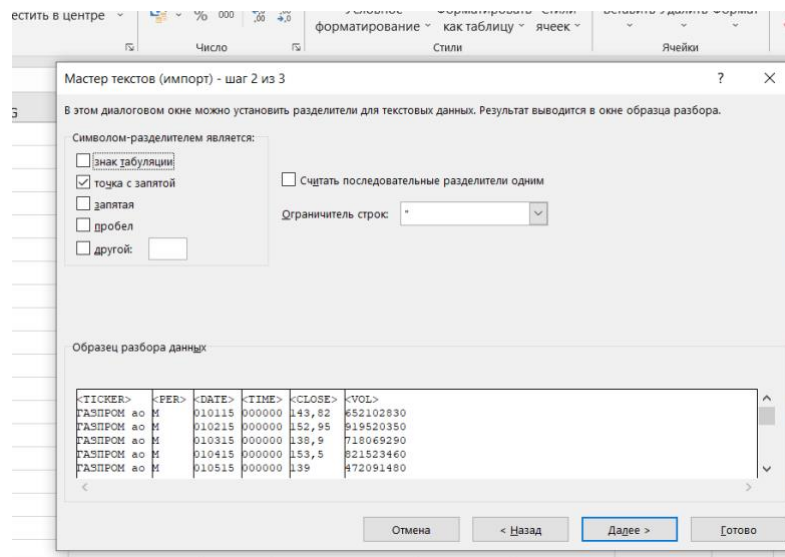 естить в центре
% 000
форматирование как таблицу ячеек
Число
Стили
Ячейки
G
Мастер текстов (импорт) - шаг 2 из 3
? ×
В этом диалоговом окне можно установить разделители для текстовых данных. Результат выводится в окне образца разбора.
Символом-разделителем является:
знак табуляции
точка с запятой
запятая
пробел
другой:
Считать последовательные разделители одним
Ограничитель строк: "
Образец разбора данных
<TICKER> <PER> <DATE> <TIME> <CLOSE> <VOL>
ГАЗПРОМ ао M 010115 000000 143,82 652102830
ГАЗПРОМ ао M 010215 000000 152,95 919520350
ГАЗПРОМ ао M 010315 000000 138,9 718069290
ГАЗПРОМ ао M 010415 000000 153,5 821523460
ГАЗПРОМ ао M 010515 000000 139 472091480
Отмена
< Назад
Далее >
Готово